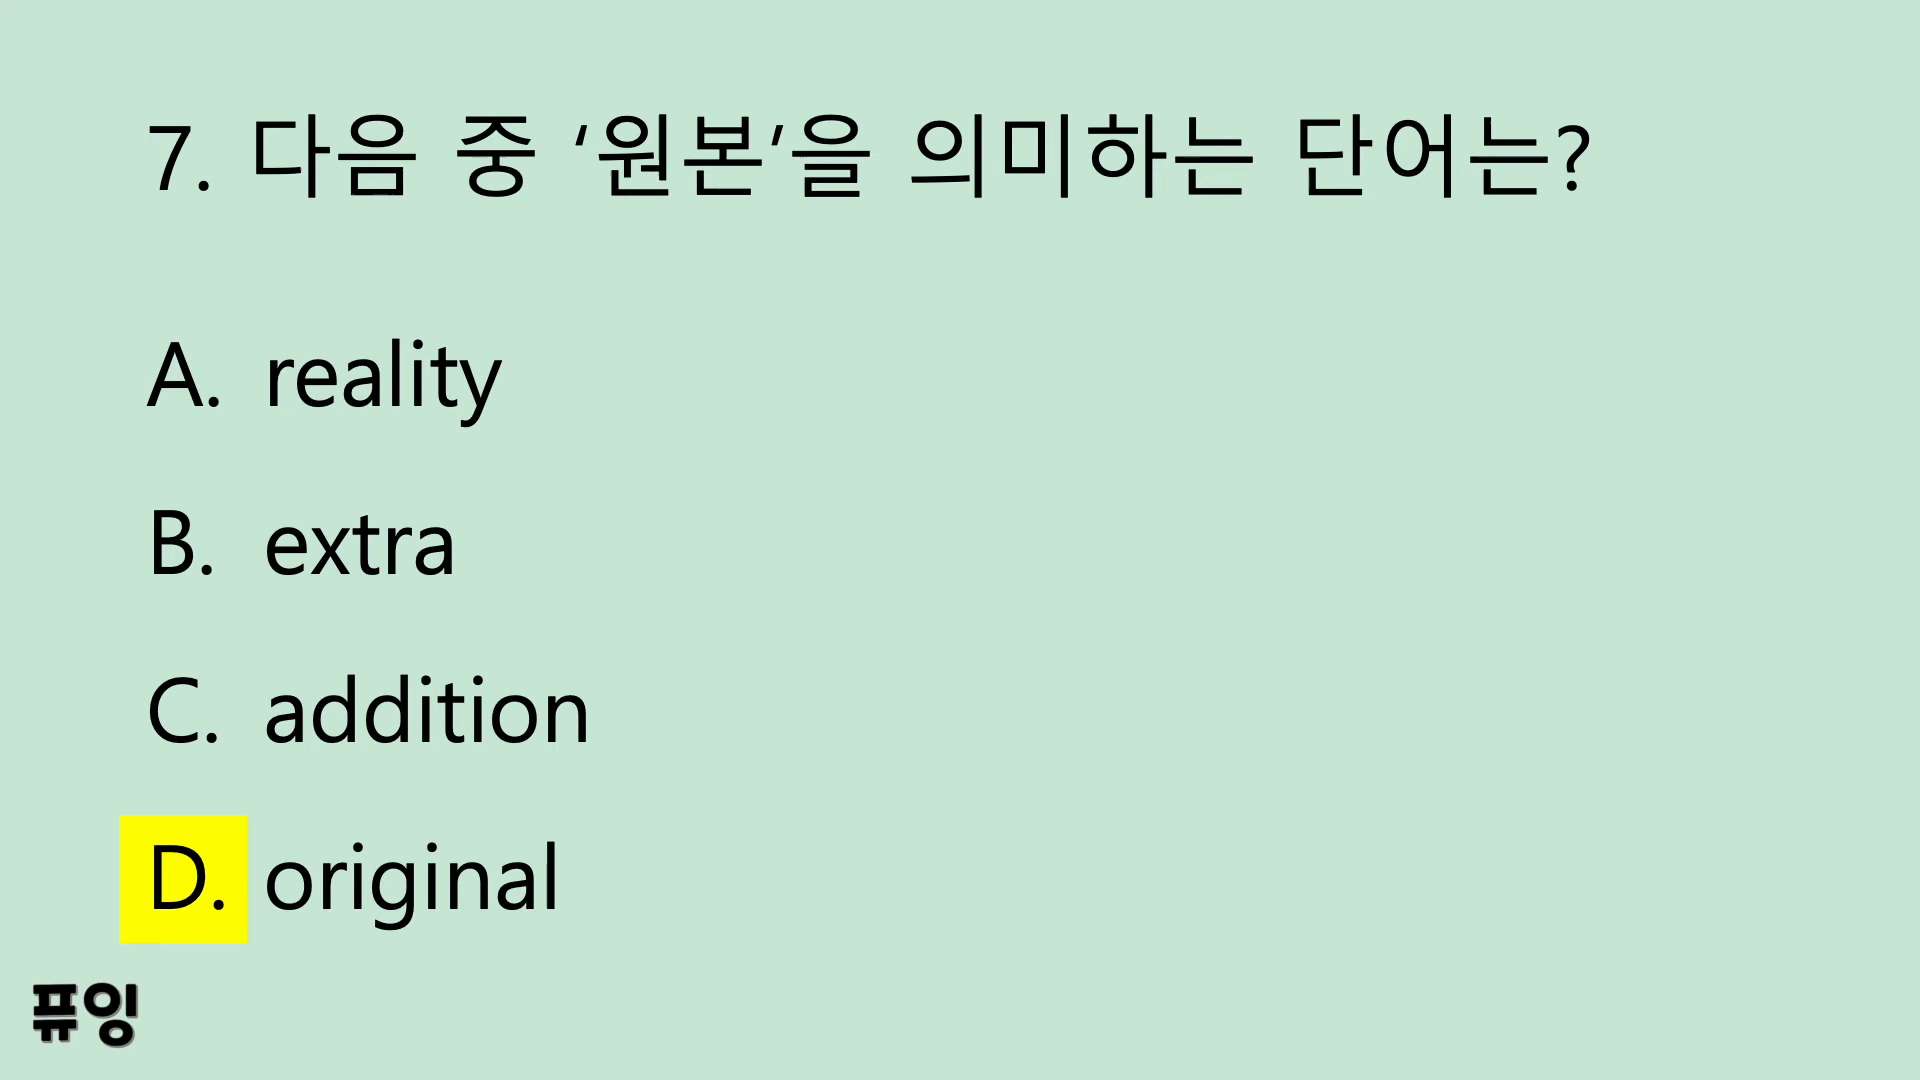 7. 다음 중 ‘원본’을 의미하는 단어는?
A. reality
B. extra
C. addition
D. original
퓨잉